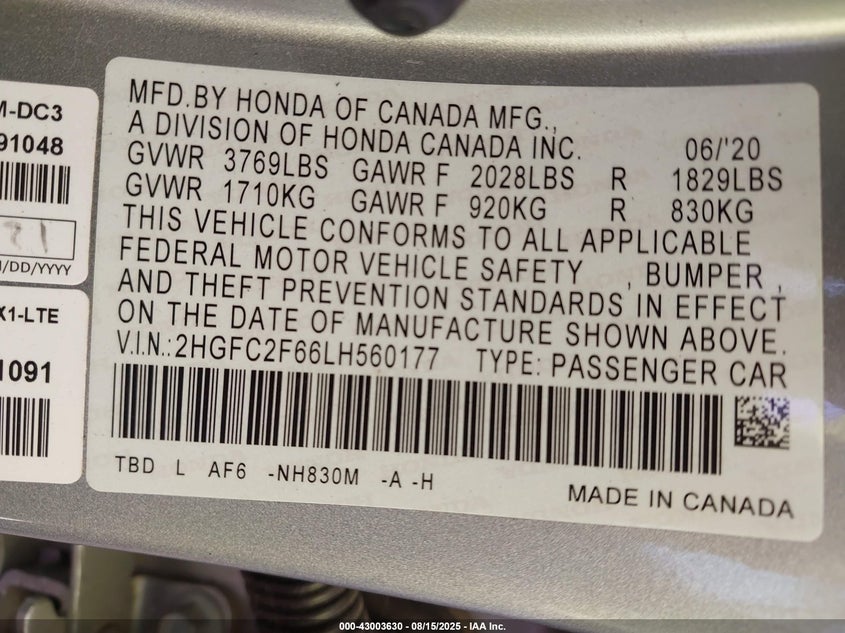 M-DC3
91048
M/DD/YYYY
X1-LTE
1091
MFD.BY HONDA OF CANADA MFG.,
A DIVISION OF HONDA CANADA INC. 06/'20
GVWR 3769LBS GAWR F 2028LBS R 1829LBS
GVWR 1710KG GAWR F 920KG R 830KG
THIS VEHICLE CONFORMS TO ALL APPLICABLE
FEDERAL MOTOR VEHICLE SAFETY , BUMPER ,
AND THEFT PREVENTION STANDARDS IN EFFECT
ON THE DATE OF MANUFACTURE SHOWN ABOVE.
V.I.N.:2HGFC2F66LH560177 TYPE: PASSENGER CAR
TBD L AF6 -NH830M -A -H
MADE IN CANADA
000-43003630 - 08/15/2025 - IAA Inc.